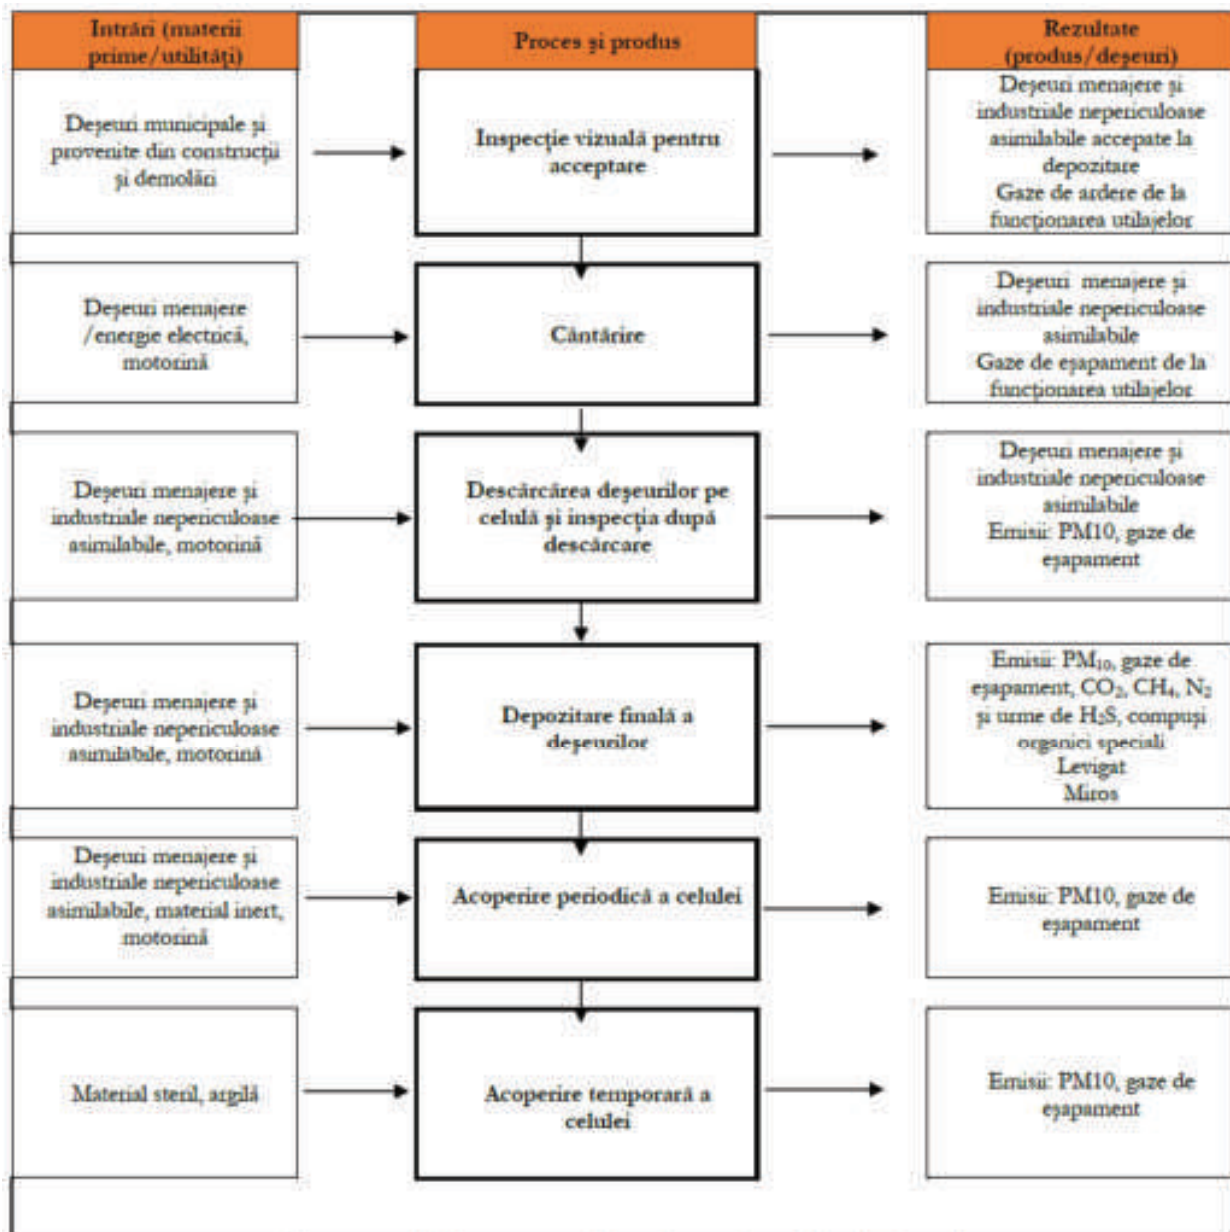 Intrări (materii
prime/utilități)
Proces și produs
Rezultate
(produs/deșeuri)
Deșeuri municipale și
provenite din construcții
și demolări
Inspecție vizuală pentru
acceptare
Deșeuri menajere și
industriale nepericuloase
asimilabile accepate la
depozitare
Gaze de ardere de la
funcționarea utilajelor
Deșeuri menajere
/energie electrică,
motorină
Cântărire
Deșeuri menajere și
industriale nepericuloase
asimilabile
Gaze de eșapament de la
funcționarea utilajelor
Deșeuri menajere și
industriale nepericuloase
asimilabile, motorină
Descărcarea deșeurilor pe
celulă și inspecția după
descărcare
Deșeuri menajere și
industriale nepericuloase
asimilabile
Emisii: PM10, gaze de
eșapament
Deșeuri menajere și
industriale nepericuloase
asimilabile, motorină
Depozitare finală a
deșeurilor
Emisii: PM₁₀, gaze de
eșapament, CO₂, CH₄, N₂
și urme de H₂S, compuși
organici speciali
Levigat
Miros
Deșeuri menajere și
industriale nepericuloase
asimilabile, material inert,
motorină
Acoperire periodică a celulei
Emisii: PM10, gaze de
eșapament
Material steril, argilă
Acoperire temporară a
celulei
Emisii: PM10, gaze de
eșapament